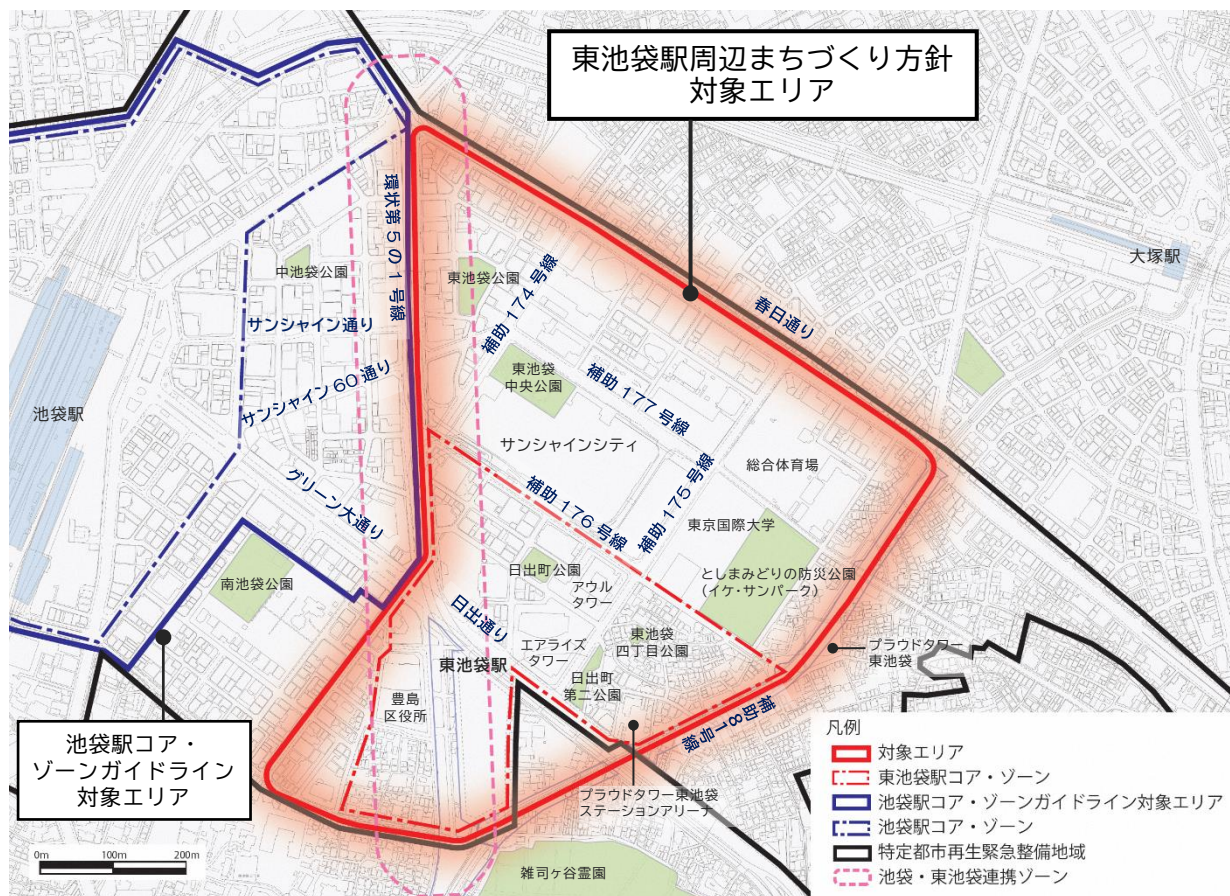 東池袋駅周辺まちづくり方針
対象エリア
環状第5の1号線
大塚駅
中池袋公園
東池袋公園
補助174号線
春日通り
サンシャイン通り
東池袋
中央公園
補助177号線
サンシャイン60通り
池袋駅
サンシャインシティ
総合体育場
補助176号線
補助175号線
グリーン大通り
東京国際大学
南池袋公園
日出町公園
アウル
タワー
としまみどりの防災公園
(イケ・サンパーク)
日出通り
エアライズ
タワー
東池袋
四丁目公園
プラウドタワー
東池袋
東池袋駅
日出町
第二公園
豊島
区役所
補助81号線
池袋駅コア・
ゾーンガイドライン
対象エリア
プラウドタワー東池袋
ステーションアリーナ
雑司ヶ谷霊園
0m 100m 200m
凡例
対象エリア
東池袋駅コア・ゾーン
池袋駅コア・ゾーンガイドライン対象エリア
池袋駅コア・ゾーン
特定都市再生緊急整備地域
池袋・東池袋連携ゾーン